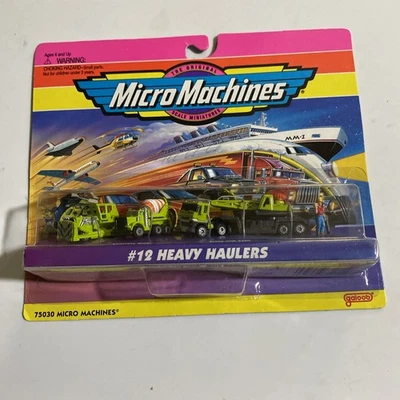 Ages 4 and Up
WARNING:
CHOKING HAZARD-Small parts.
Not for children under 3 years.
THE ORIGINAL
Micro Machines
SCALE MINIATURES
MM-1
#12 HEAVY HAULERS
75030 MICRO MACHINES®
galoob®